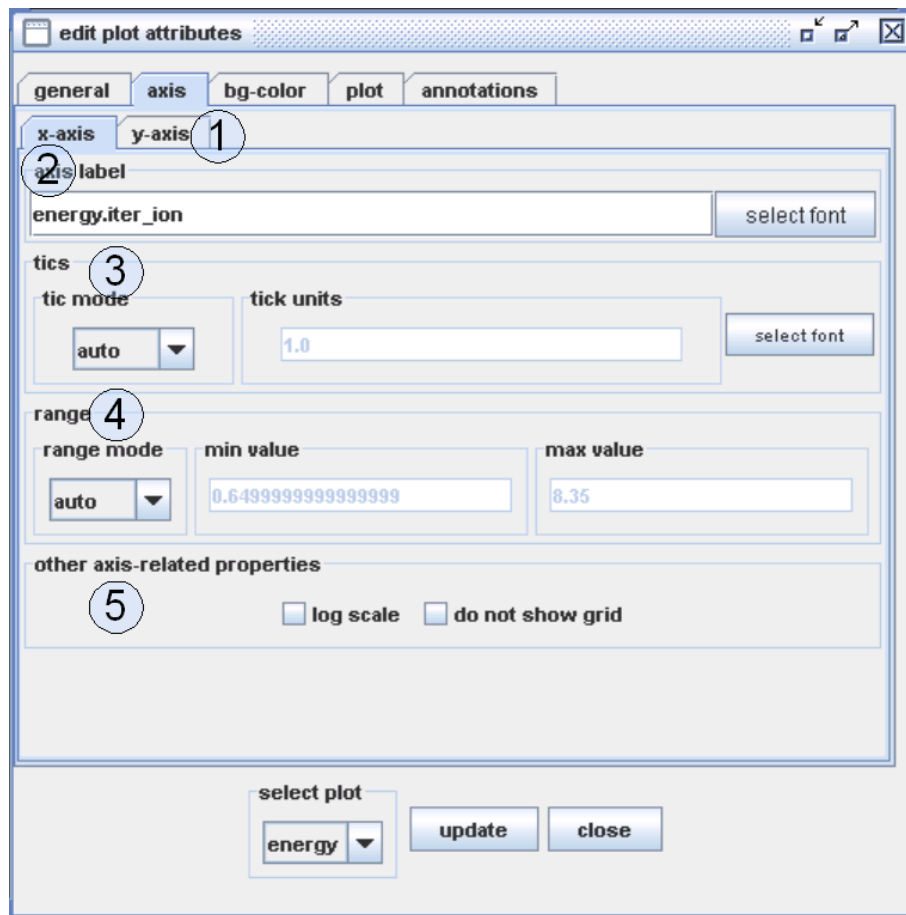 edit plot attributes
general axis bg-color plot annotations
x-axis y-axis 1
2 axis label
energy.iter_ion select font
tics 3
tic mode tick units
auto 1.0 select font
range 4
range mode min value max value
auto 0.6499999999999999 8.35
other axis-related properties
5 log scale do not show grid
select plot
energy update close